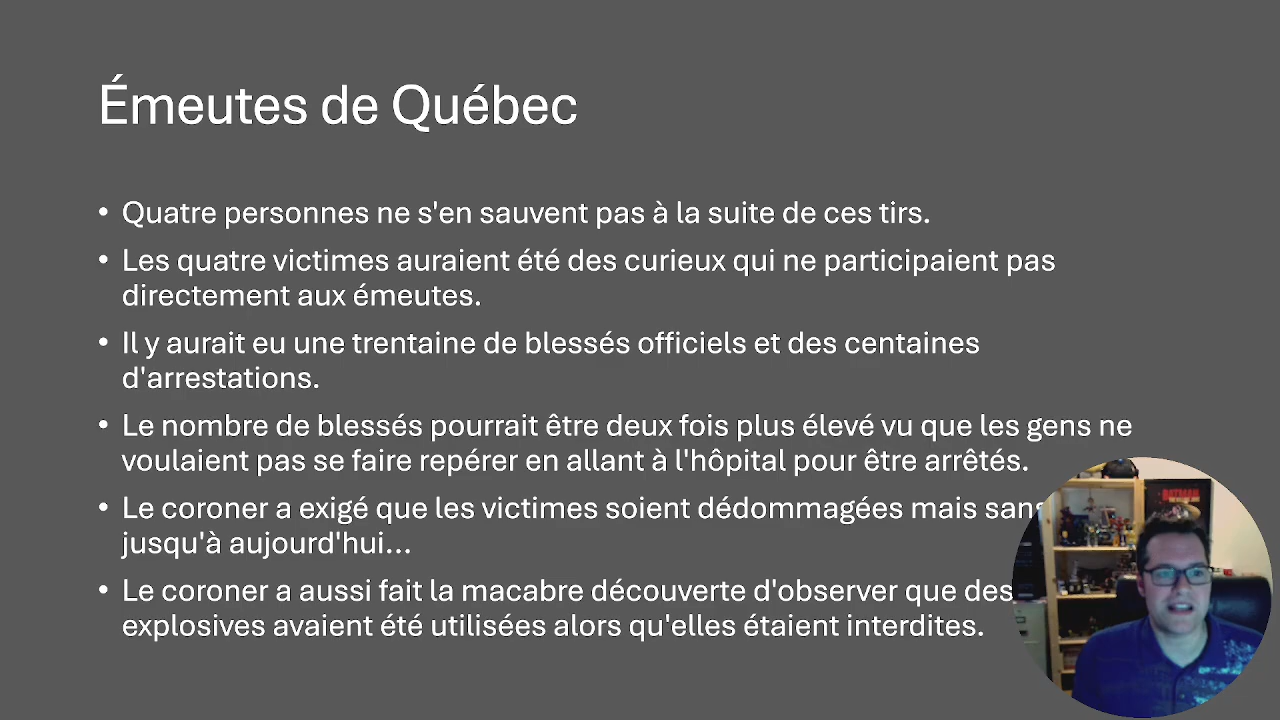 Émeutes de Québec
• Quatre personnes ne s'en sauvent pas à la suite de ces tirs.
• Les quatre victimes auraient été des curieux qui ne participaient pas
directement aux émeutes.
• Il y aurait eu une trentaine de blessés officiels et des centaines
d'arrestations.
• Le nombre de blessés pourrait être deux fois plus élevé vu que les gens ne
voulaient pas se faire repérer en allant à l'hôpital pour être arrêtés.
• Le coroner a exigé que les victimes soient dédommagées mais sans
jusqu'à aujourd'hui...
• Le coroner a aussi fait la macabre découverte d'observer que des
explosives avaient été utilisées alors qu'elles étaient interdites.
BATMAN